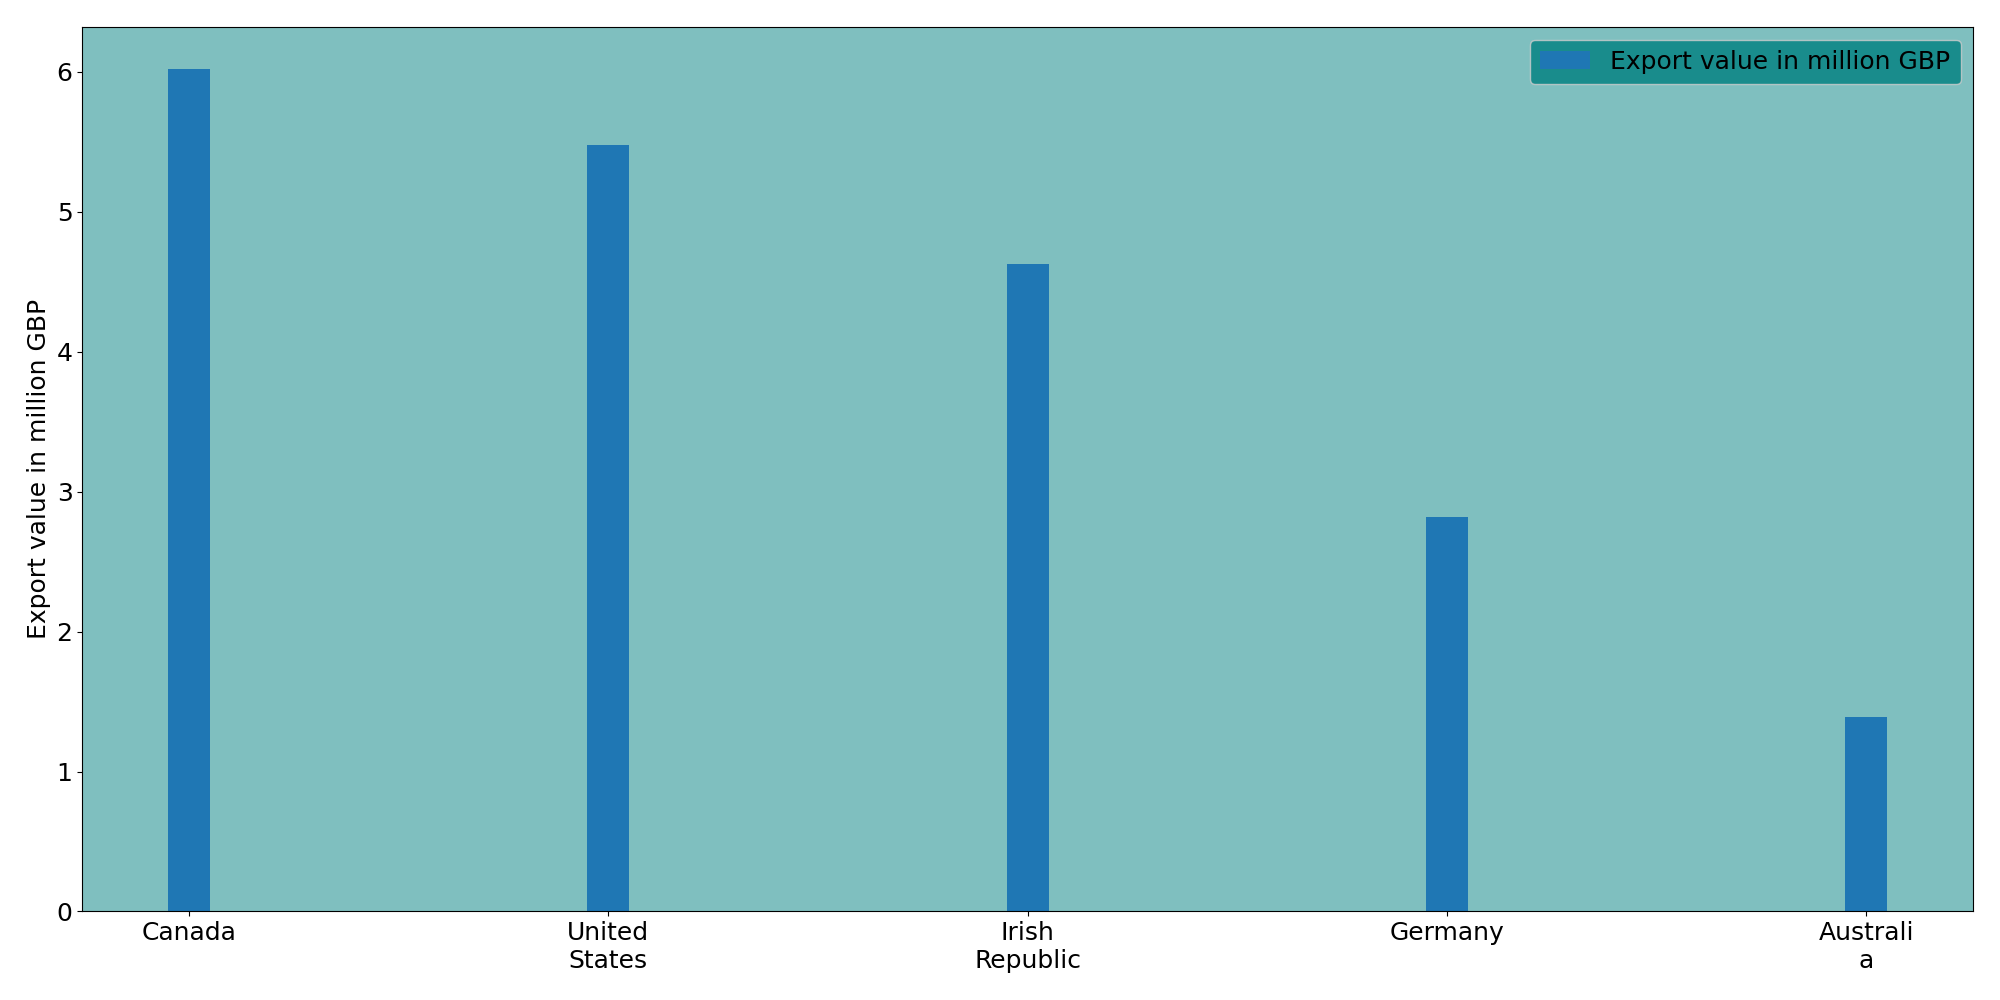 Export value in million GBP
6
5
4
3
2
1
0
Export value in million GBP
Canada
United
States
Irish
Republic
Germany
Australi
a